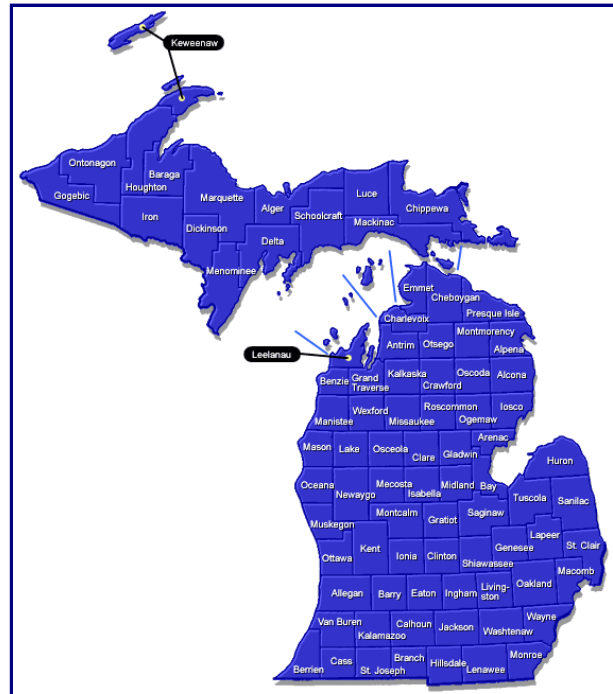 Keweenaw
Ontonagon
Baraga
Houghton
Gogebic
Iron
Marquette
Dickinson
Menominee
Alger
Delta
Schoolcraft
Luce
Chippewa
Mackinac
Emmet
Cheboygan
Presque Isle
Charlevoix
Montmorency
Antrim
Otsego
Alpena
Leelanau
Benzie
Grand
Traverse
Kalkaska
Crawford
Oscoda
Alcona
Manistee
Wexford
Missaukee
Roscommon
Ogemaw
Iosco
Arenac
Mason
Lake
Osceola
Clare
Gladwin
Huron
Oceana
Newaygo
Mecosta
Isabella
Midland
Bay
Tuscola
Sanilac
Muskegon
Montcalm
Gratiot
Saginaw
Ottawa
Kent
Ionia
Clinton
Shiawassee
Genesee
Lapeer
St. Clair
Allegan
Barry
Eaton
Ingham
Living-
ston
Oakland
Macomb
Van Buren
Kalamazoo
Calhoun
Jackson
Washtenaw
Wayne
Berrien
Cass
St. Joseph
Branch
Hillsdale
Lenawee
Monroe